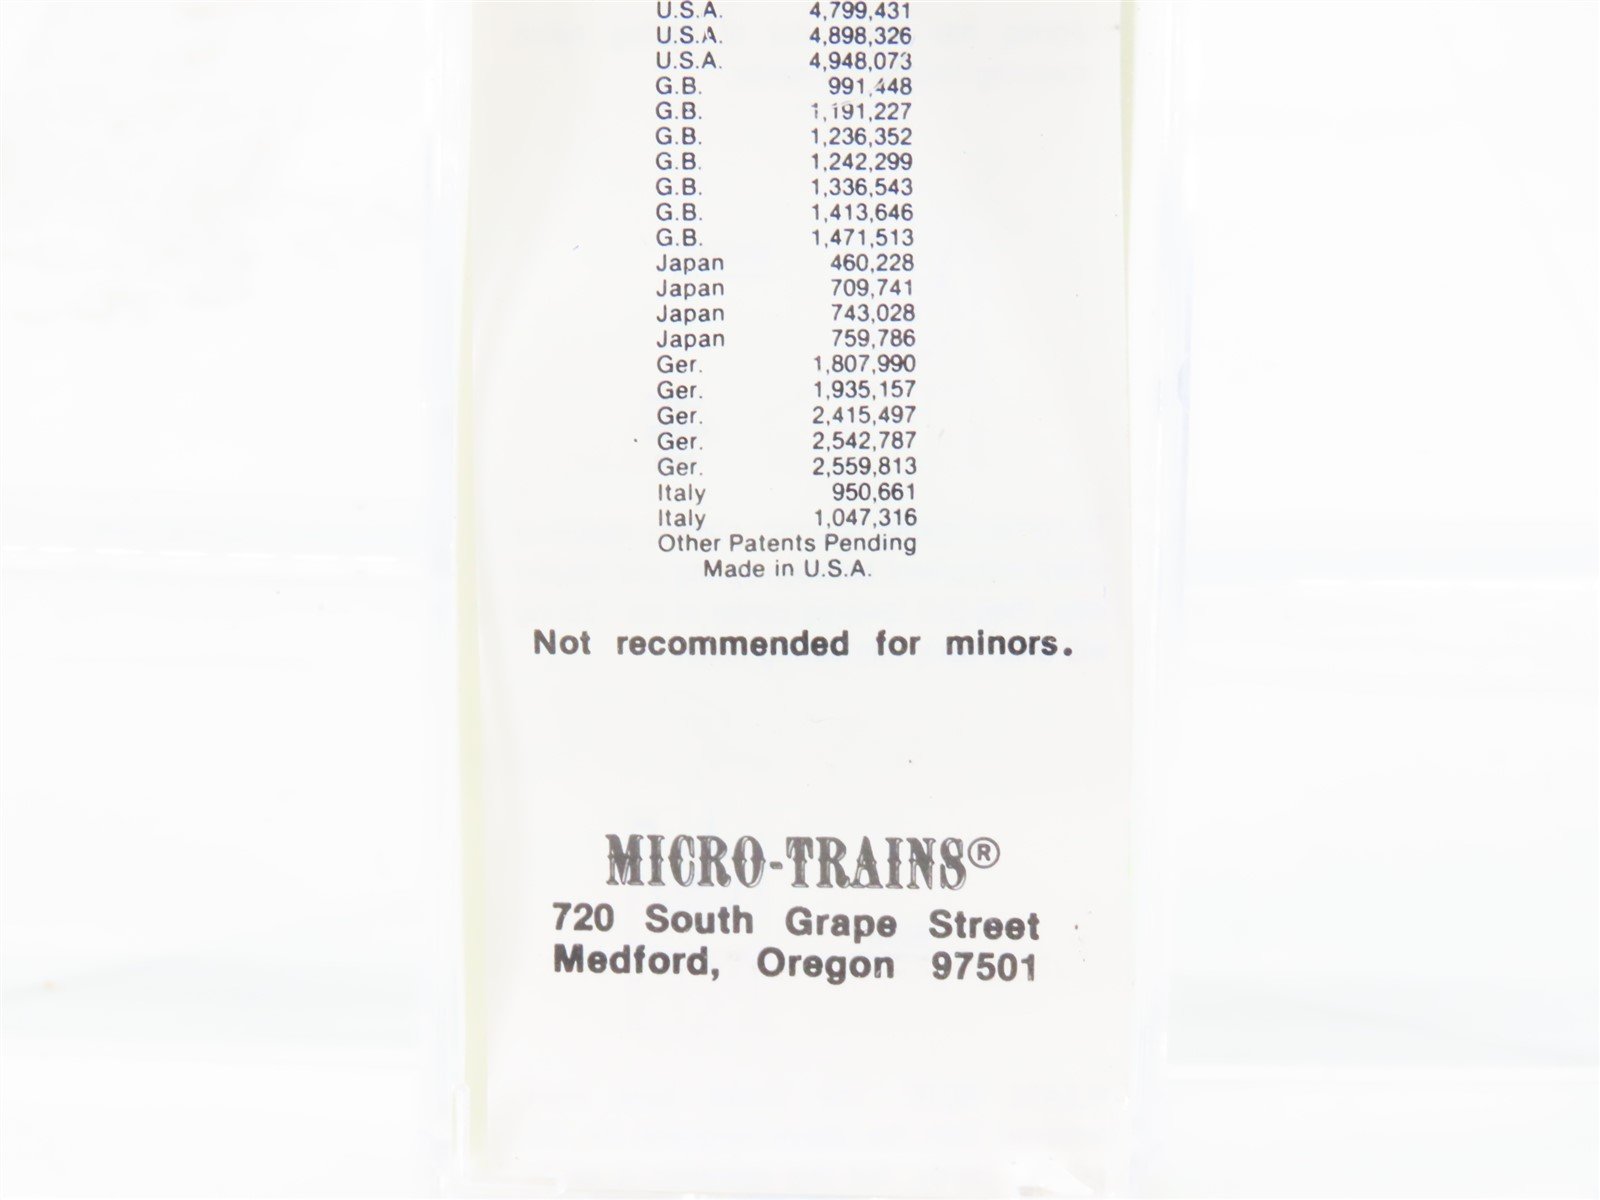 U.S.A. 4,799,431
U.S.A. 4,898,326
U.S.A. 4,948,073
G.B. 991,448
G.B. 1,191,227
G.B. 1,236,352
G.B. 1,242,299
G.B. 1,336,543
G.B. 1,413,646
G.B. 1,471,513
Japan 460,228
Japan 709,741
Japan 743,028
Japan 759,786
Ger. 1,807,990
Ger. 1,935,157
Ger. 2,415,497
Ger. 2,542,787
Ger. 2,559,813
Italy 950,661
Italy 1,047,316
Other Patents Pending
Made in U.S.A.
Not recommended for minors.
MICRO-TRAINS®
720 South Grape Street
Medford, Oregon 97501